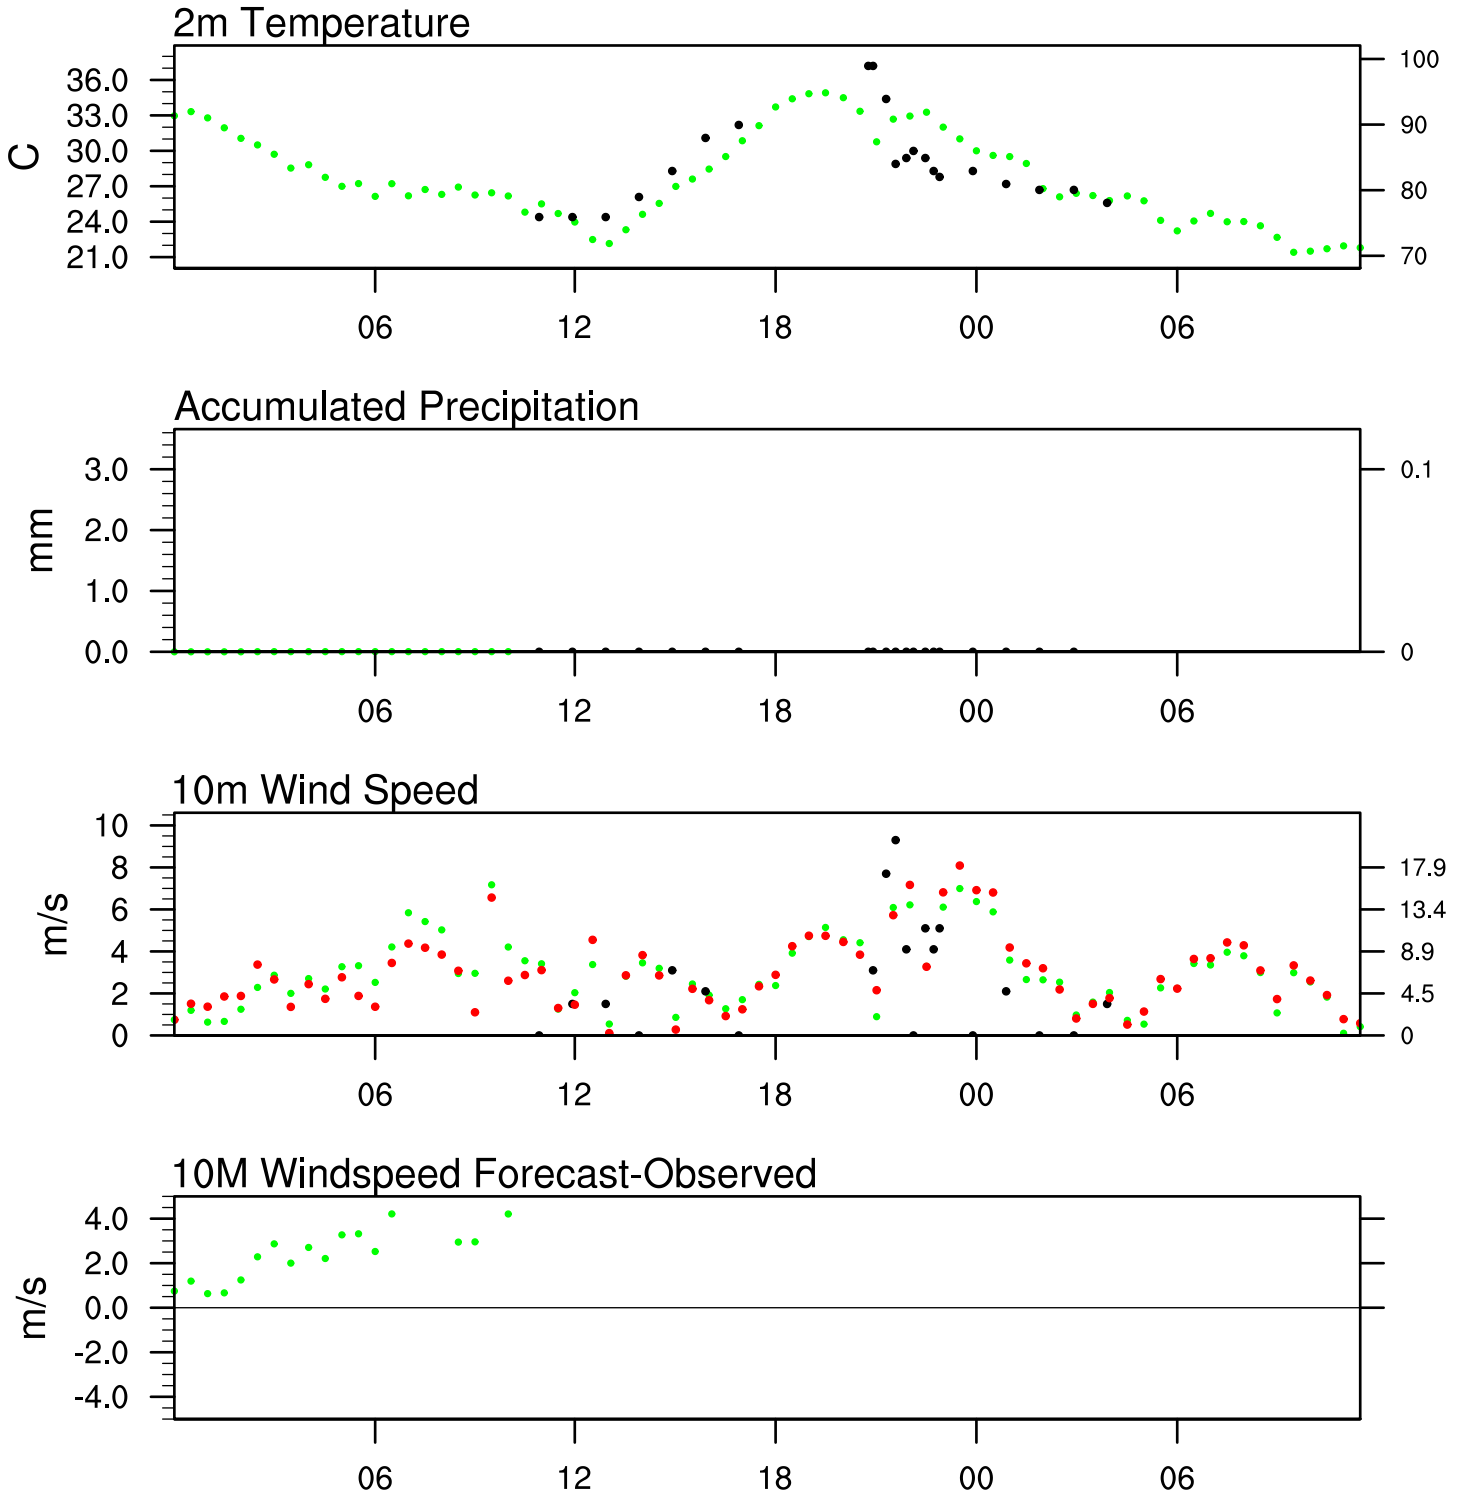 2m Temperature
C
36.0
33.0
30.0
27.0
24.0
21.0
100
90
80
70
06 12 18 00 06
Accumulated Precipitation
mm
3.0
2.0
1.0
0.0
0.1
0
06 12 18 00 06
10m Wind Speed
m/s
10
8
6
4
2
0
17.9
13.4
8.9
4.5
0
06 12 18 00 06
10M Windspeed Forecast-Observed
m/s
4.0
2.0
0.0
-2.0
-4.0
06 12 18 00 06